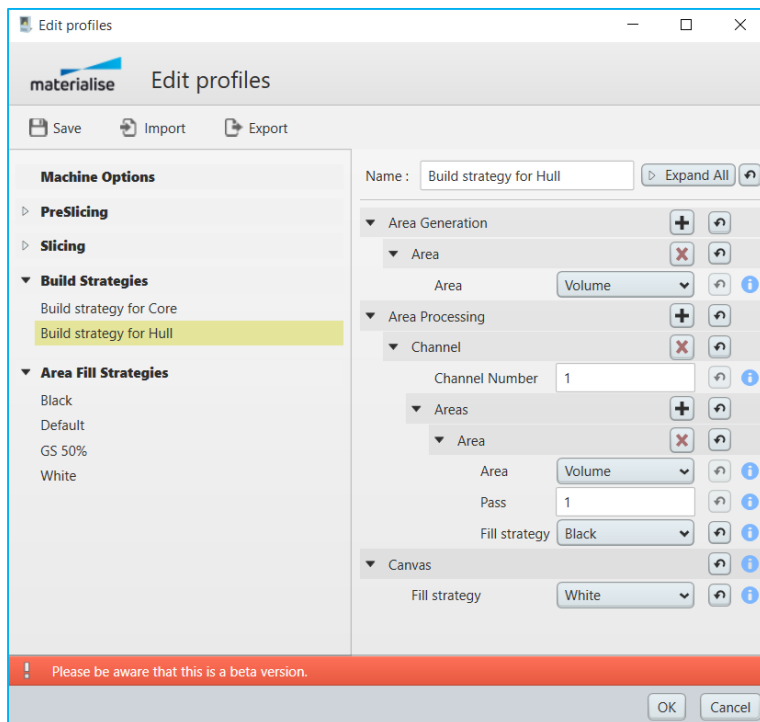 Edit profiles
materialise Edit profiles
Save Import Export
Machine Options
PreSlicing
Slicing
Build Strategies
Build strategy for Core
Build strategy for Hull
Area Fill Strategies
Black
Default
GS 50%
White
Name : Build strategy for Hull Expand All
Area Generation
Area
Area Volume
Area Processing
Channel
Channel Number 1
Areas
Area
Area Volume
Pass 1
Fill strategy Black
Canvas
Fill strategy White
! Please be aware that this is a beta version.
OK Cancel